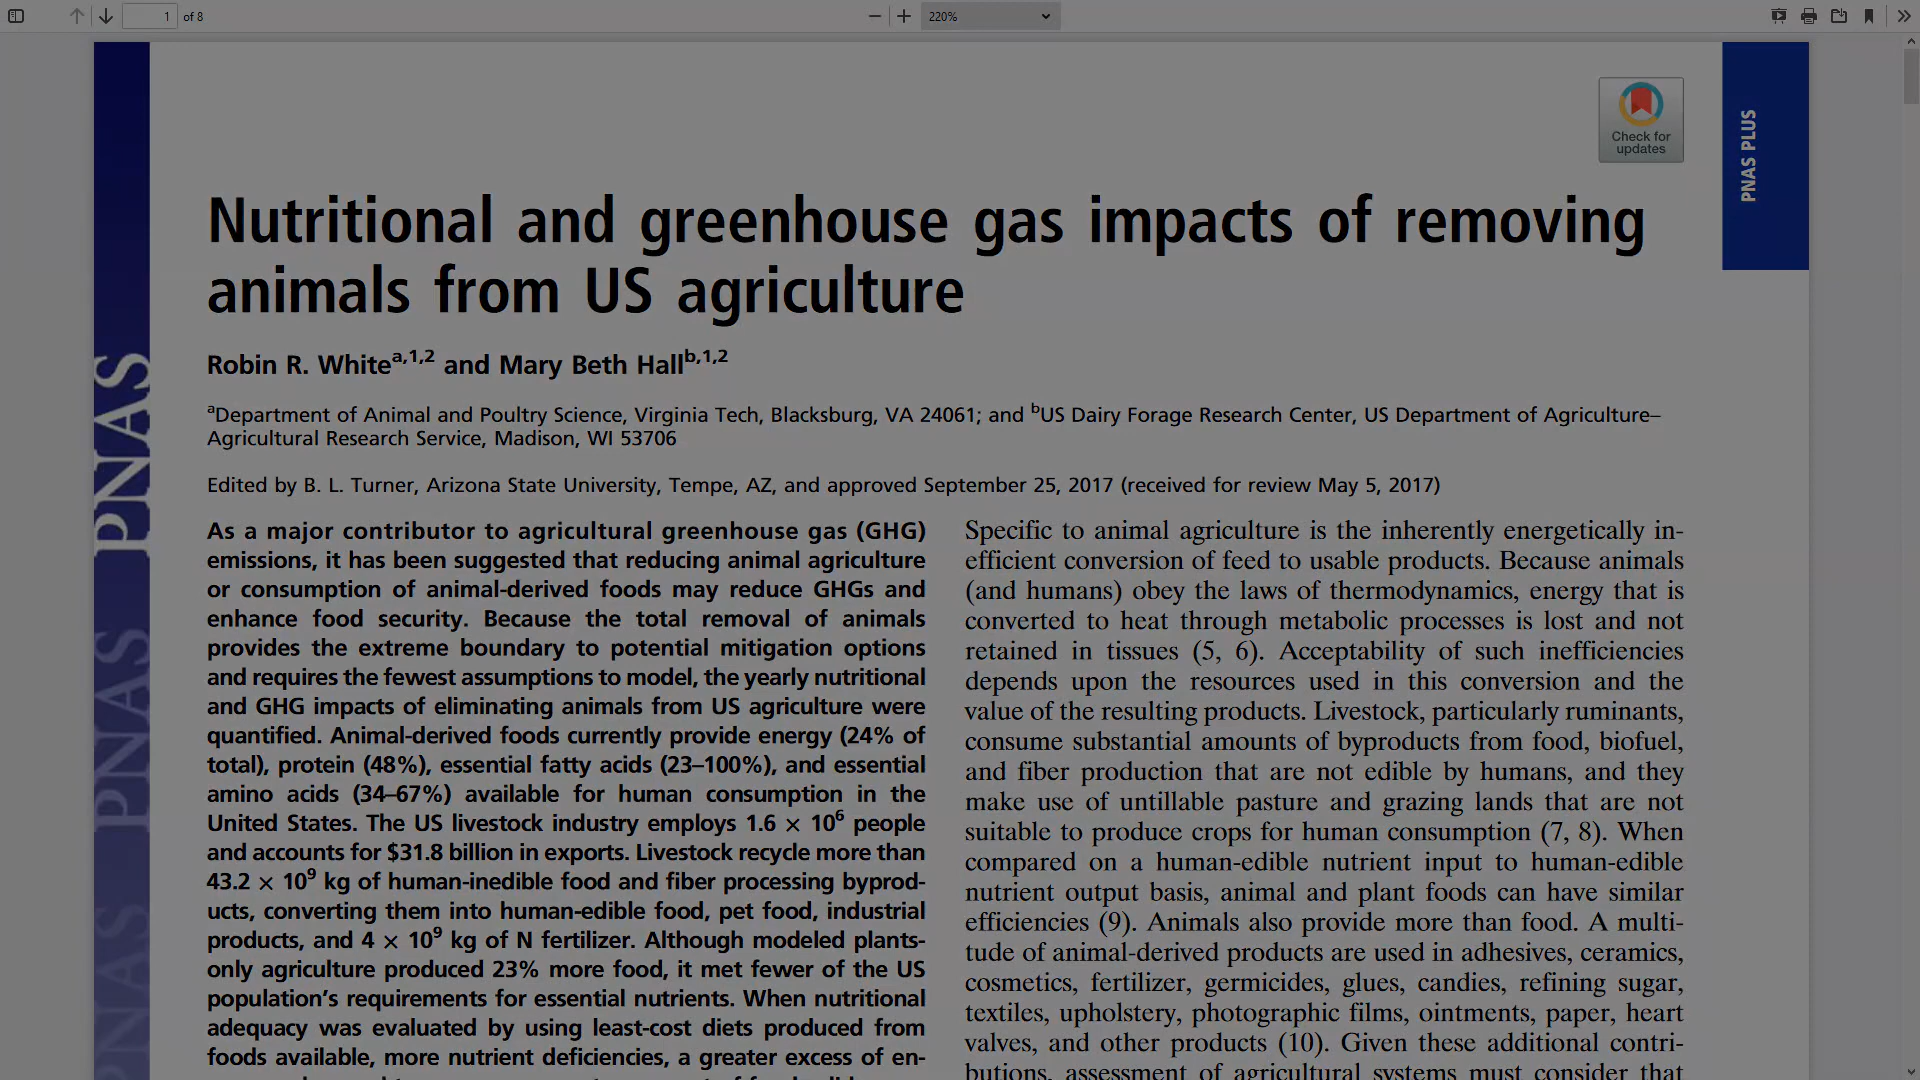 1 of 8
220%
Check for
updates
PNAS PLUS
PNAS
PNAS
PNAS
Nutritional and greenhouse gas impacts of removing
animals from US agriculture
Robin R. Whitea,1,2 and Mary Beth Hallb,1,2
aDepartment of Animal and Poultry Science, Virginia Tech, Blacksburg, VA 24061; and bUS Dairy Forage Research Center, US Department of Agriculture–
Agricultural Research Service, Madison, WI 53706
Edited by B. L. Turner, Arizona State University, Tempe, AZ, and approved September 25, 2017 (received for review May 5, 2017)
As a major contributor to agricultural greenhouse gas (GHG)
emissions, it has been suggested that reducing animal agriculture
or consumption of animal-derived foods may reduce GHGs and
enhance food security. Because the total removal of animals
provides the extreme boundary to potential mitigation options
and requires the fewest assumptions to model, the yearly nutritional
and GHG impacts of eliminating animals from US agriculture were
quantified. Animal-derived foods currently provide energy (24% of
total), protein (48%), essential fatty acids (23–100%), and essential
amino acids (34–67%) available for human consumption in the
United States. The US livestock industry employs 1.6 × 10⁶ people
and accounts for $31.8 billion in exports. Livestock recycle more than
43.2 × 10⁹ kg of human-inedible food and fiber processing byprod-
ucts, converting them into human-edible food, pet food, industrial
products, and 4 × 10⁹ kg of N fertilizer. Although modeled plants-
only agriculture produced 23% more food, it met fewer of the US
population's requirements for essential nutrients. When nutritional
adequacy was evaluated by using least-cost diets produced from
foods available, more nutrient deficiencies, a greater excess of en-
Specific to animal agriculture is the inherently energetically in-
efficient conversion of feed to usable products. Because animals
(and humans) obey the laws of thermodynamics, energy that is
converted to heat through metabolic processes is lost and not
retained in tissues (5, 6). Acceptability of such inefficiencies
depends upon the resources used in this conversion and the
value of the resulting products. Livestock, particularly ruminants,
consume substantial amounts of byproducts from food, biofuel,
and fiber production that are not edible by humans, and they
make use of untillable pasture and grazing lands that are not
suitable to produce crops for human consumption (7, 8). When
compared on a human-edible nutrient input to human-edible
nutrient output basis, animal and plant foods can have similar
efficiencies (9). Animals also provide more than food. A multi-
tude of animal-derived products are used in adhesives, ceramics,
cosmetics, fertilizer, germicides, glues, candies, refining sugar,
textiles, upholstery, photographic films, ointments, paper, heart
valves, and other products (10). Given these additional contri-
butions, assessment of agricultural systems must consider that